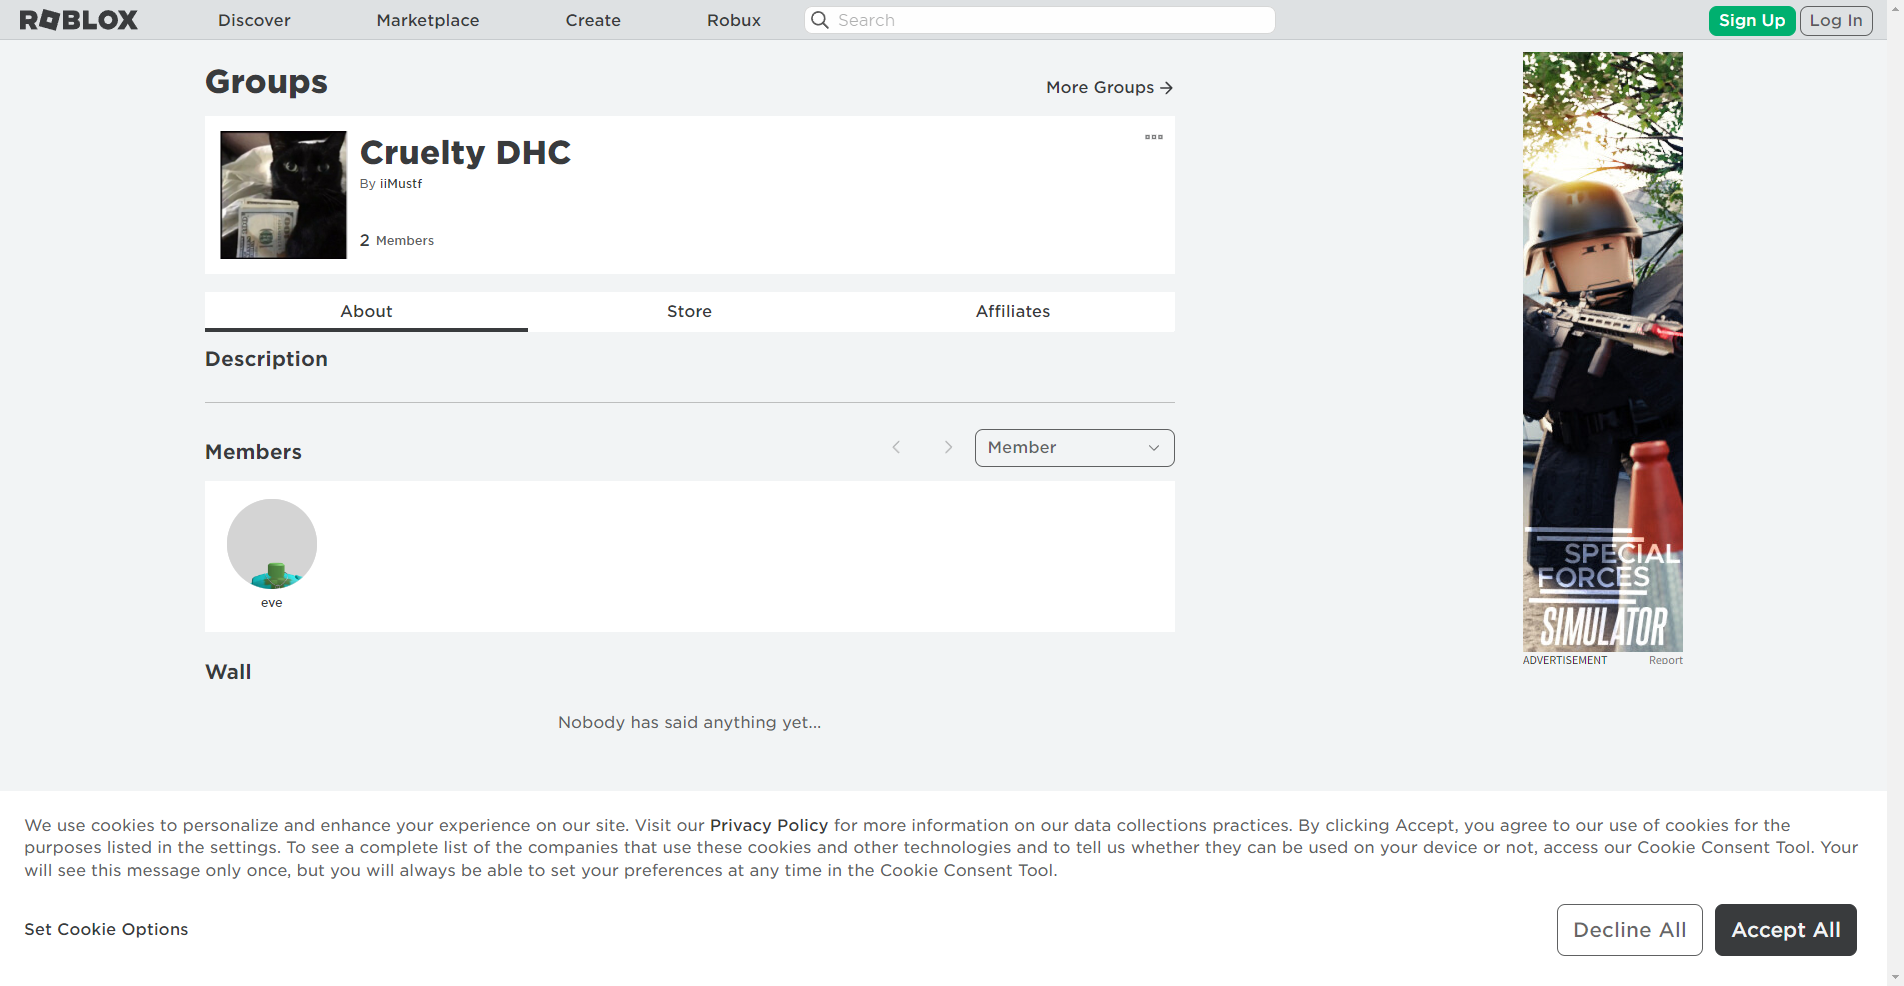 ROBLOX
Discover
Marketplace
Create
Robux
Search
Sign Up
Log In
Groups
More Groups
Cruelty DHC
By iiMustf
2 Members
About
Store
Affiliates
Description
Members
Member
eve
Wall
Nobody has said anything yet...
SPECIAL
FORCES
SIMULATOR
ADVERTISEMENT
Report
We use cookies to personalize and enhance your experience on our site. Visit our Privacy Policy for more information on our data collections practices. By clicking Accept, you agree to our use of cookies for the
purposes listed in the settings. To see a complete list of the companies that use these cookies and other technologies and to tell us whether they can be used on your device or not, access our Cookie Consent Tool. Your
will see this message only once, but you will always be able to set your preferences at any time in the Cookie Consent Tool.
Set Cookie Options
Decline All
Accept All